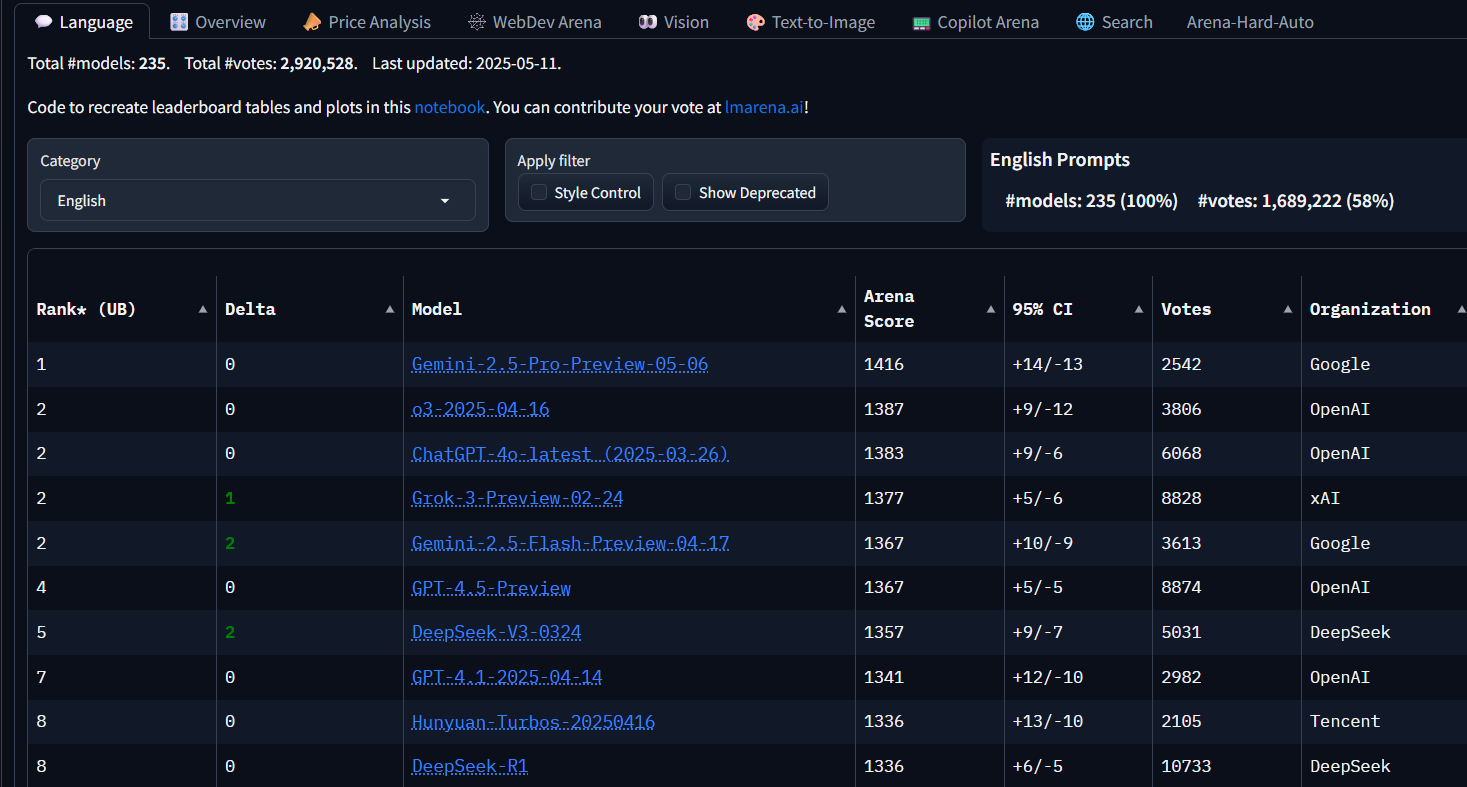 Language Overview Price Analysis WebDev Arena Vision Text-to-Image Copilot Arena Search Arena-Hard-Auto
Total #models: 235. Total #votes: 2,920,528. Last updated: 2025-05-11.
Code to recreate leaderboard tables and plots in this notebook. You can contribute your vote at lmarena.ai!
Category
English
Apply filter
Style Control Show Deprecated
English Prompts
#models: 235 (100%) #votes: 1,689,222 (58%)
Rank* (UB) Delta Model Arena Score 95% CI Votes Organization
1 0 Gemini-2.5-Pro-Preview-05-06 1416 +14/-13 2542 Google
2 0 o3-2025-04-16 1387 +9/-12 3806 OpenAI
2 0 ChatGPT-4o-latest (2025-03-26) 1383 +9/-6 6068 OpenAI
2 1 Grok-3-Preview-02-24 1377 +5/-6 8828 xAI
2 2 Gemini-2.5-Flash-Preview-04-17 1367 +10/-9 3613 Google
4 0 GPT-4.5-Preview 1367 +5/-5 8874 OpenAI
5 2 DeepSeek-V3-0324 1357 +9/-7 5031 DeepSeek
7 0 GPT-4.1-2025-04-14 1341 +12/-10 2982 OpenAI
8 0 Hunyuan-Turbos-20250416 1336 +13/-10 2105 Tencent
8 0 DeepSeek-R1 1336 +6/-5 10733 DeepSeek